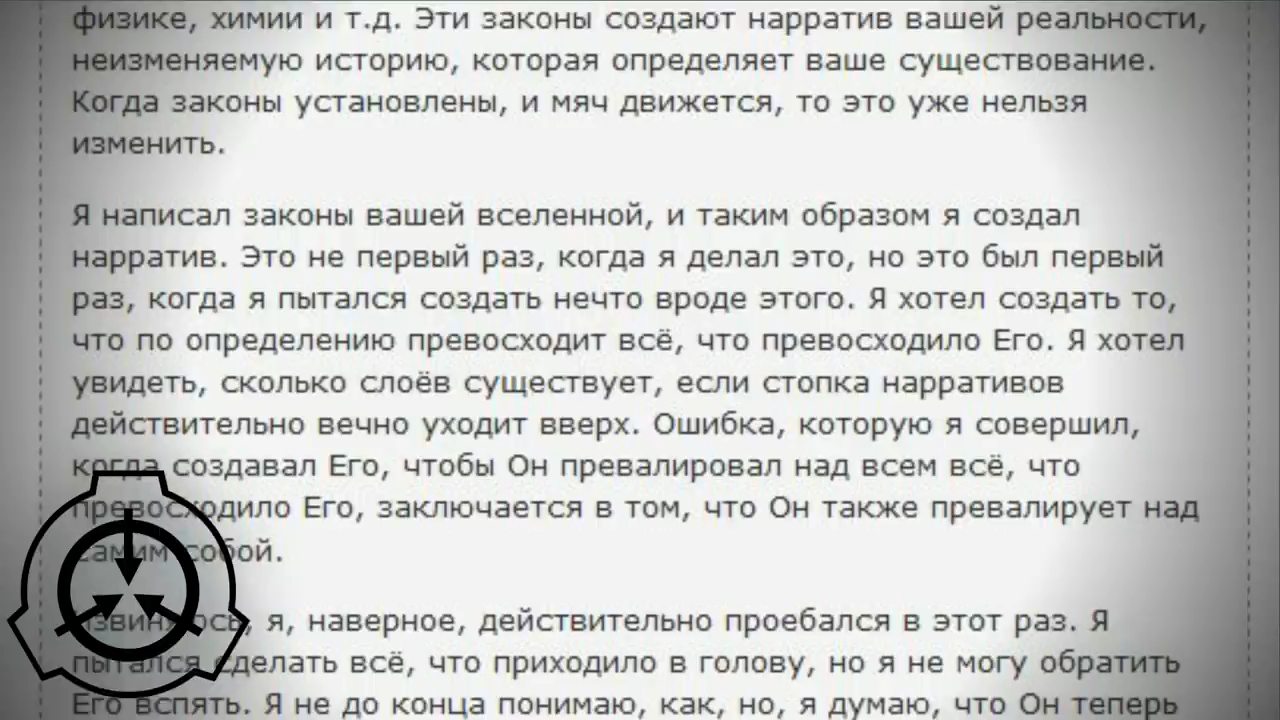 физике, химии и т.д. Эти законы создают нарратив вашей реальности,
неизменяемую историю, которая определяет ваше существование.
Когда законы установлены, и мяч движется, то это уже нельзя
изменить.
Я написал законы вашей вселенной, и таким образом я создал
нарратив. Это не первый раз, когда я делал это, но это был первый
раз, когда я пытался создать нечто вроде этого. Я хотел создать то,
что по определению превосходит всё, что превосходило Его. Я хотел
увидеть, сколько слоёв существует, если стопка нарративов
действительно вечно уходит вверх. Ошибка, которую я совершил,
когда создавал Его, чтобы Он превалировал над всем всё, что
превосходило Его, заключается в том, что Он также превалирует над
самим собой.
Извиняюсь, я, наверное, действительно проебался в этот раз. Я
пытался сделать всё, что приходило в голову, но я не могу обратить
Его вспять. Я не до конца понимаю, как, но, я думаю, что Он теперь